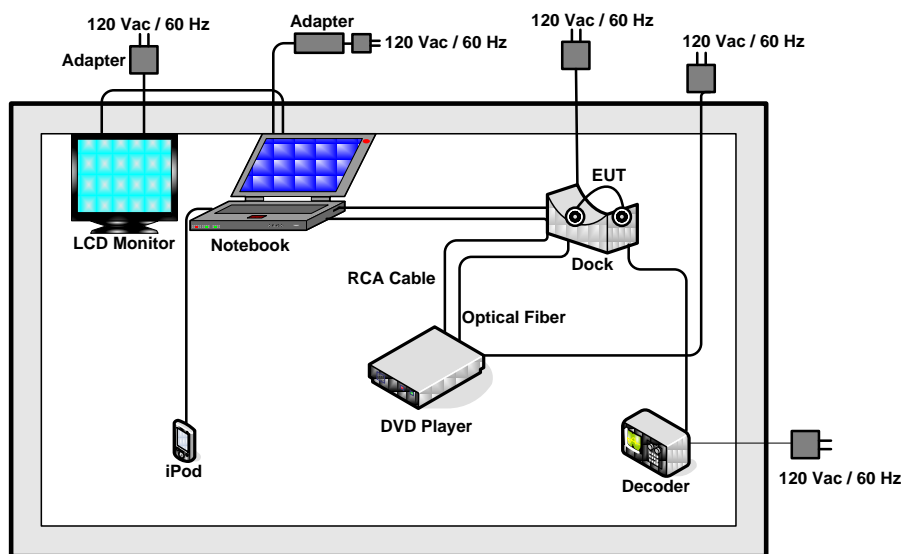 120 Vac / 60 Hz
Adapter
Adapter
120 Vac / 60 Hz
120 Vac / 60 Hz
120 Vac / 60 Hz
EUT
LCD Monitor
Notebook
Dock
RCA Cable
Optical Fiber
DVD Player
iPod
Decoder
120 Vac / 60 Hz